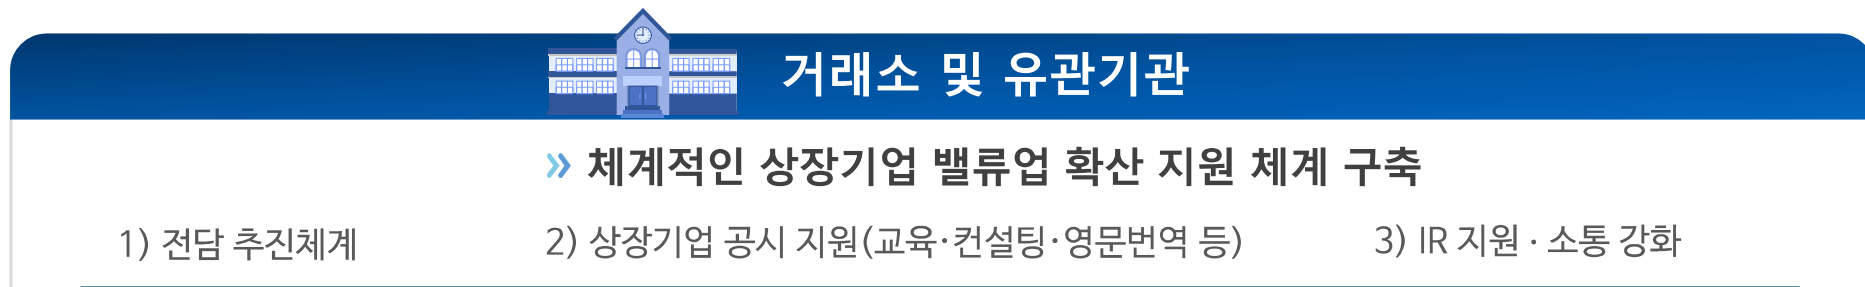 거래소 및 유관기관
» 체계적인 상장기업 밸류업 확산 지원 체계 구축
1) 전담 추진체계 2) 상장기업 공시 지원(교육·컨설팅·영문번역 등) 3) IR 지원 · 소통 강화